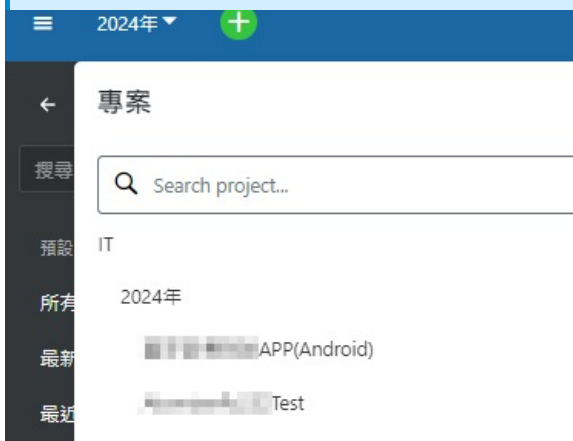 2024年
專案
搜尋
Search project...
預設
IT
所有
2024年
最新
APP(Android)
最近
Test